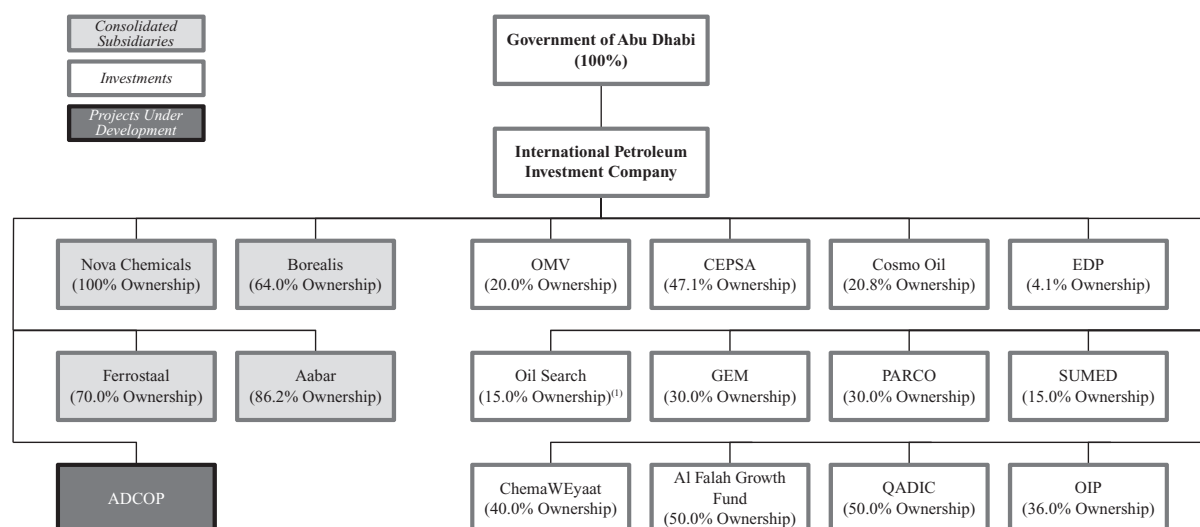 Consolidated
Subsidiaries
Investments
Projects Under
Development
Government of Abu Dhabi
(100%)
International Petroleum
Investment Company
Nova Chemicals
(100% Ownership)
Borealis
(64.0% Ownership)
OMV
(20.0% Ownership)
CEPSA
(47.1% Ownership)
Cosmo Oil
(20.8% Ownership)
EDP
(4.1% Ownership)
Ferrostaal
(70.0% Ownership)
Aabar
(86.2% Ownership)
Oil Search
(15.0% Ownership)(1)
GEM
(30.0% Ownership)
PARCO
(30.0% Ownership)
SUMED
(15.0% Ownership)
ADCOP
ChemaWEyaat
(40.0% Ownership)
Al Falah Growth
Fund
(50.0% Ownership)
QADIC
(50.0% Ownership)
OIP
(36.0% Ownership)